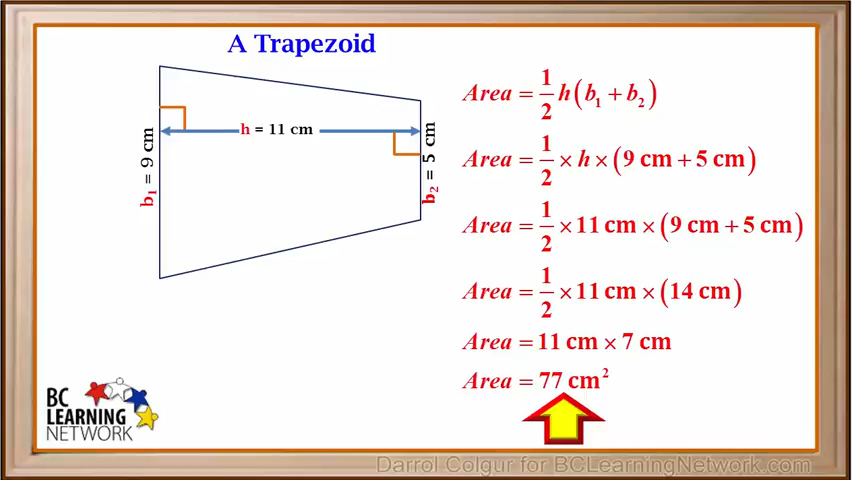 A Trapezoid
h = 11 cm
b₁ = 9 cm
b₂ = 5 cm
Area = 1/2 h(b₁ + b₂)
Area = 1/2 × h × (9 cm + 5 cm)
Area = 1/2 × 11 cm × (9 cm + 5 cm)
Area = 1/2 × 11 cm × (14 cm)
Area = 11 cm × 7 cm
Area = 77 cm²
BC
LEARNING
NETWORK
Darrol Colgur for BCLearningNetwork.com